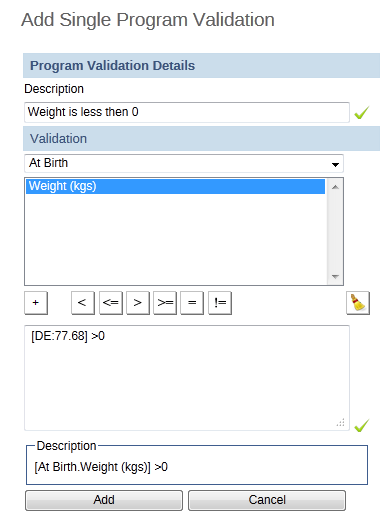 Add Single Program Validation
Program Validation Details
Description
Weight is less then 0
Validation
At Birth
Weight (kgs)
+ < <= > >= = !=
[DE:77.68] >0
Description
[At Birth.Weight (kgs)] >0
Add Cancel